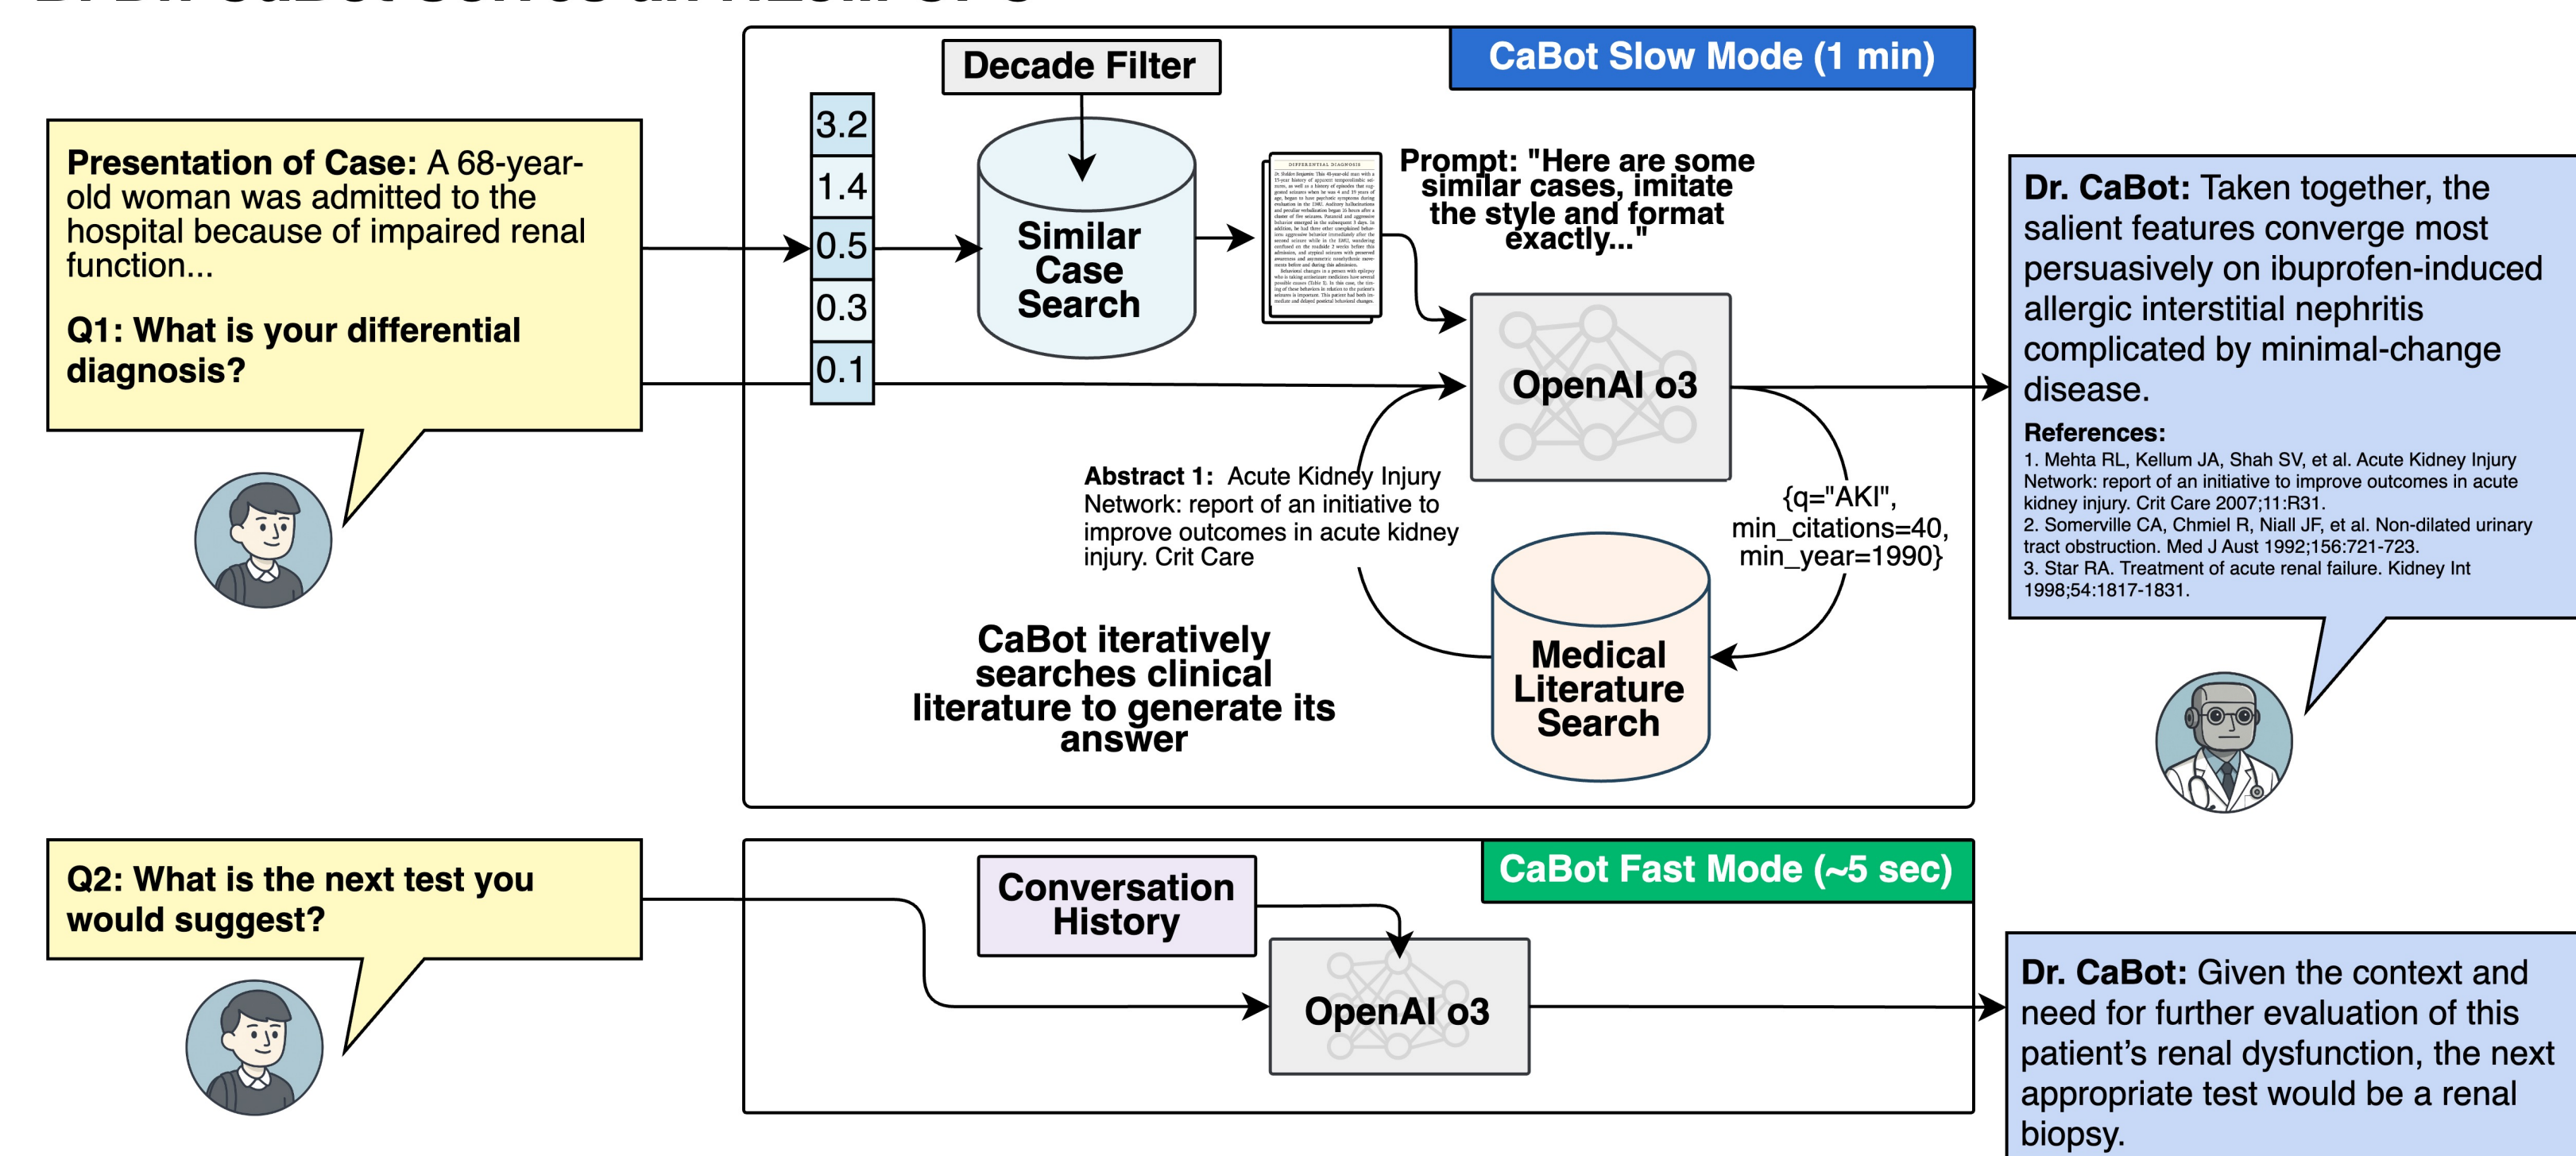 Decade Filter
CaBot Slow Mode (1 min)
Presentation of Case: A 68-year-
old woman was admitted to the
hospital because of impaired renal
function...
Q1: What is your differential
diagnosis?
3.2
1.4
0.5
0.3
0.1
Similar
Case
Search
DIFFERENTIAL DIAGNOSIS
Prompt: "Here are some
similar cases, imitate
the style and format
exactly..."
OpenAI o3
Abstract 1: Acute Kidney Injury
Network: report of an initiative to
improve outcomes in acute kidney
injury. Crit Care
{q="AKI",
min_citations=40,
min_year=1990}
Medical
Literature
Search
CaBot iteratively
searches clinical
literature to generate its
answer
Dr. CaBot: Taken together, the
salient features converge most
persuasively on ibuprofen-induced
allergic interstitial nephritis
complicated by minimal-change
disease.
References:
1. Mehta RL, Kellum JA, Shah SV, et al. Acute Kidney Injury
Network: report of an initiative to improve outcomes in acute
kidney injury. Crit Care 2007;11:R31.
2. Somerville CA, Chmiel R, Niall JF, et al. Non-dilated urinary
tract obstruction. Med J Aust 1992;156:721-723.
3. Star RA. Treatment of acute renal failure. Kidney Int
1998;54:1817-1831.
Q2: What is the next test you
would suggest?
Conversation
History
CaBot Fast Mode (~5 sec)
OpenAI o3
Dr. CaBot: Given the context and
need for further evaluation of this
patient’s renal dysfunction, the next
appropriate test would be a renal
biopsy.